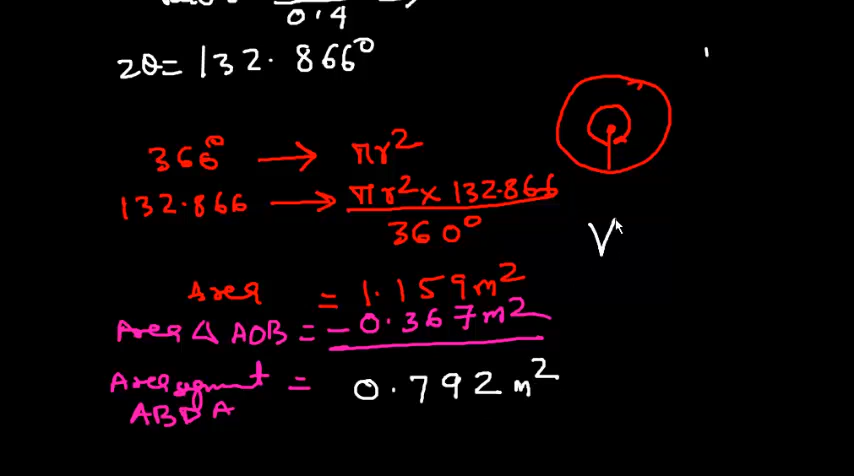 0.4
2θ= 132.866°
366° → πr²
132.866 → πr² x 132.866
360°
Area = 1.159m²
Area △ AOB = - 0.367m²
Area segment = 0.792 m²
ABDA
V